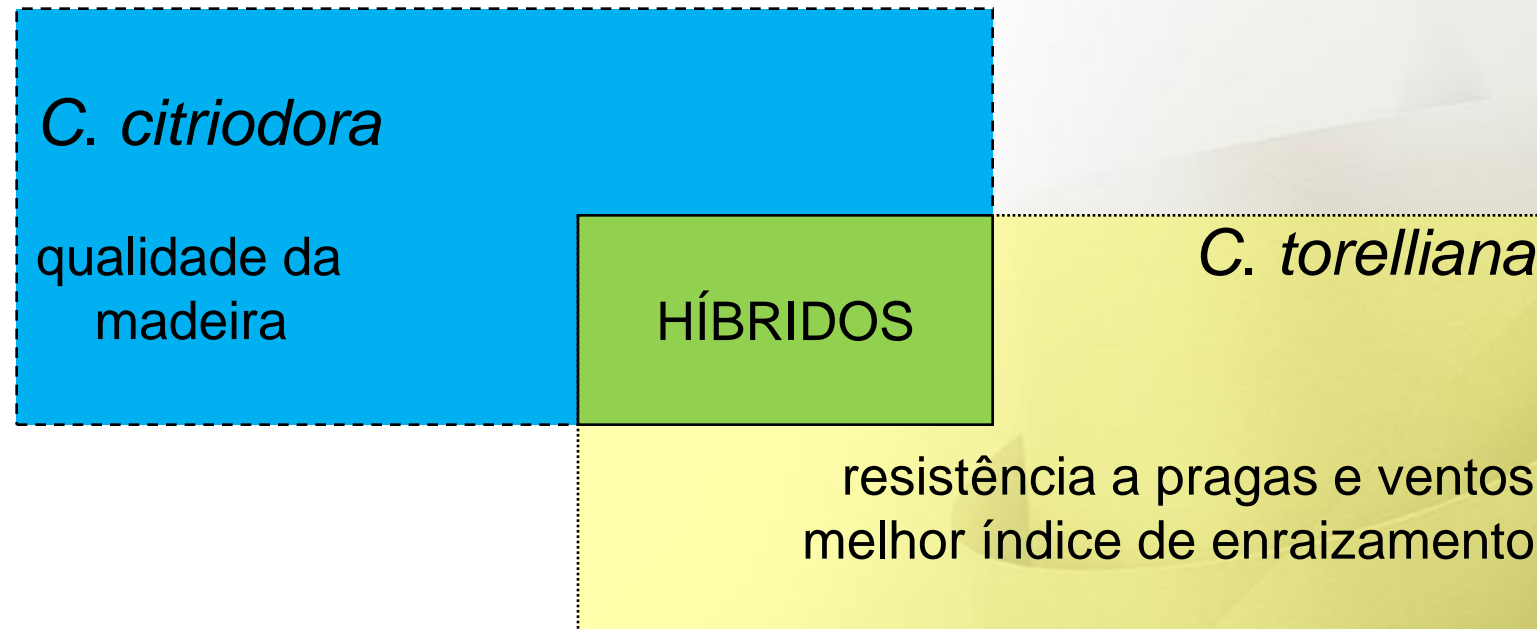 C. citriodora
qualidade da
madeira
HÍBRIDOS
C. torelliana
resistência a pragas e ventos
melhor índice de enraizamento